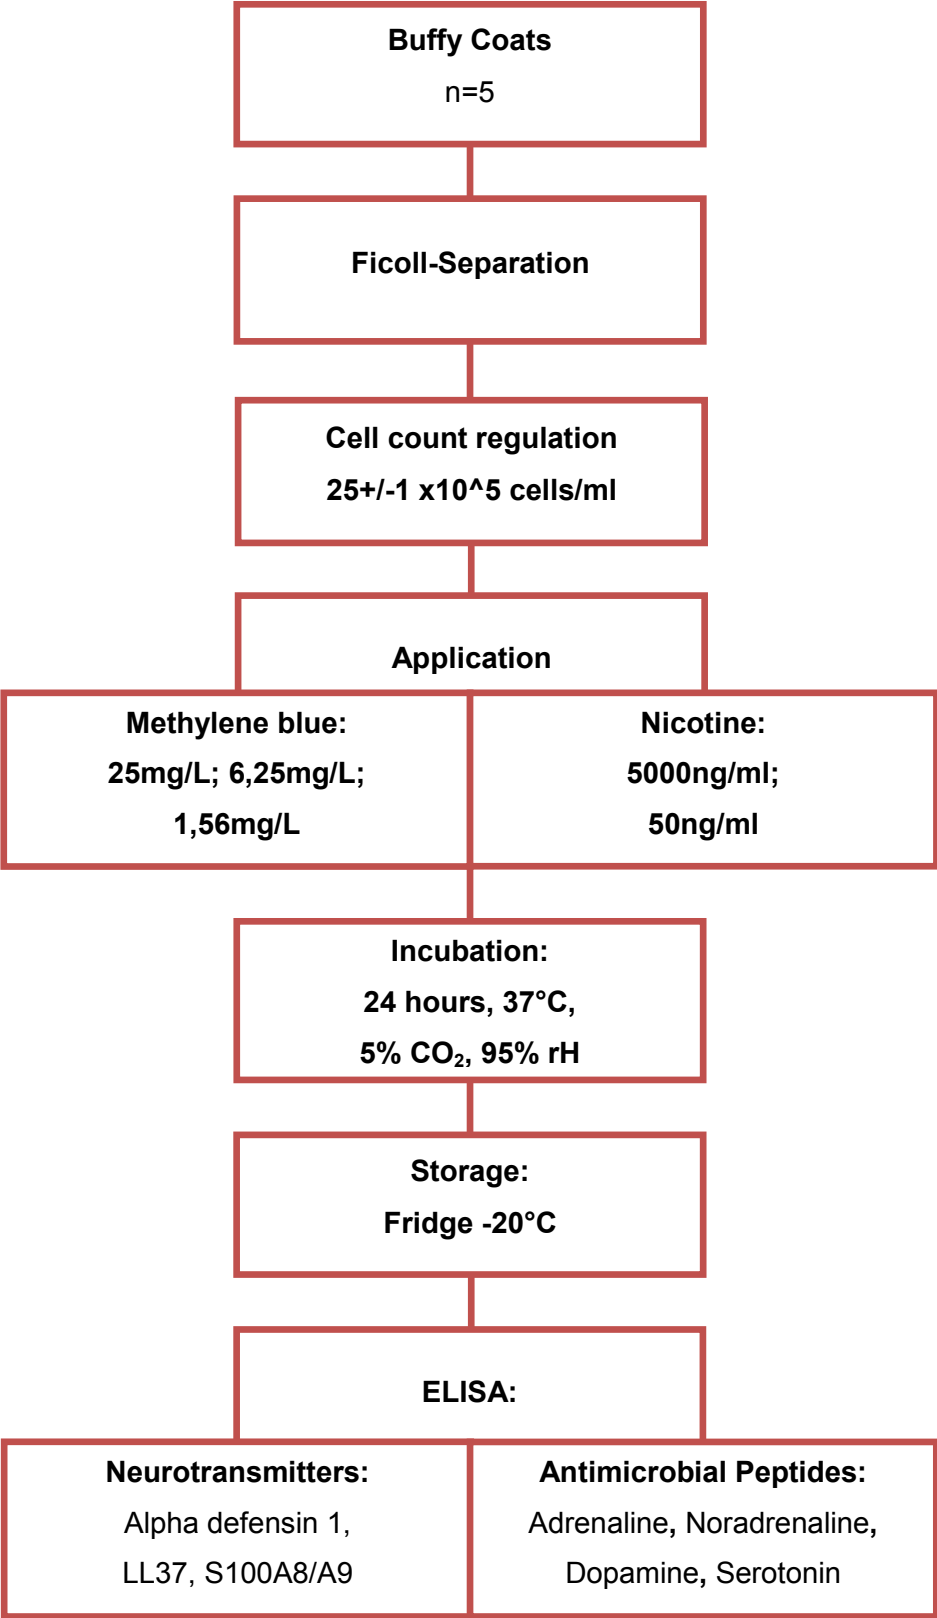 Buffy Coats
n=5
Ficoll-Separation
Cell count regulation
25+/-1 x10^5 cells/ml
Application
Methylene blue:
25mg/L; 6,25mg/L;
1,56mg/L
Nicotine:
5000ng/ml;
50ng/ml
Incubation:
24 hours, 37°C,
5% CO₂, 95% rH
Storage:
Fridge -20°C
ELISA:
Neurotransmitters:
Alpha defensin 1,
LL37, S100A8/A9
Antimicrobial Peptides:
Adrenaline, Noradrenaline,
Dopamine, Serotonin